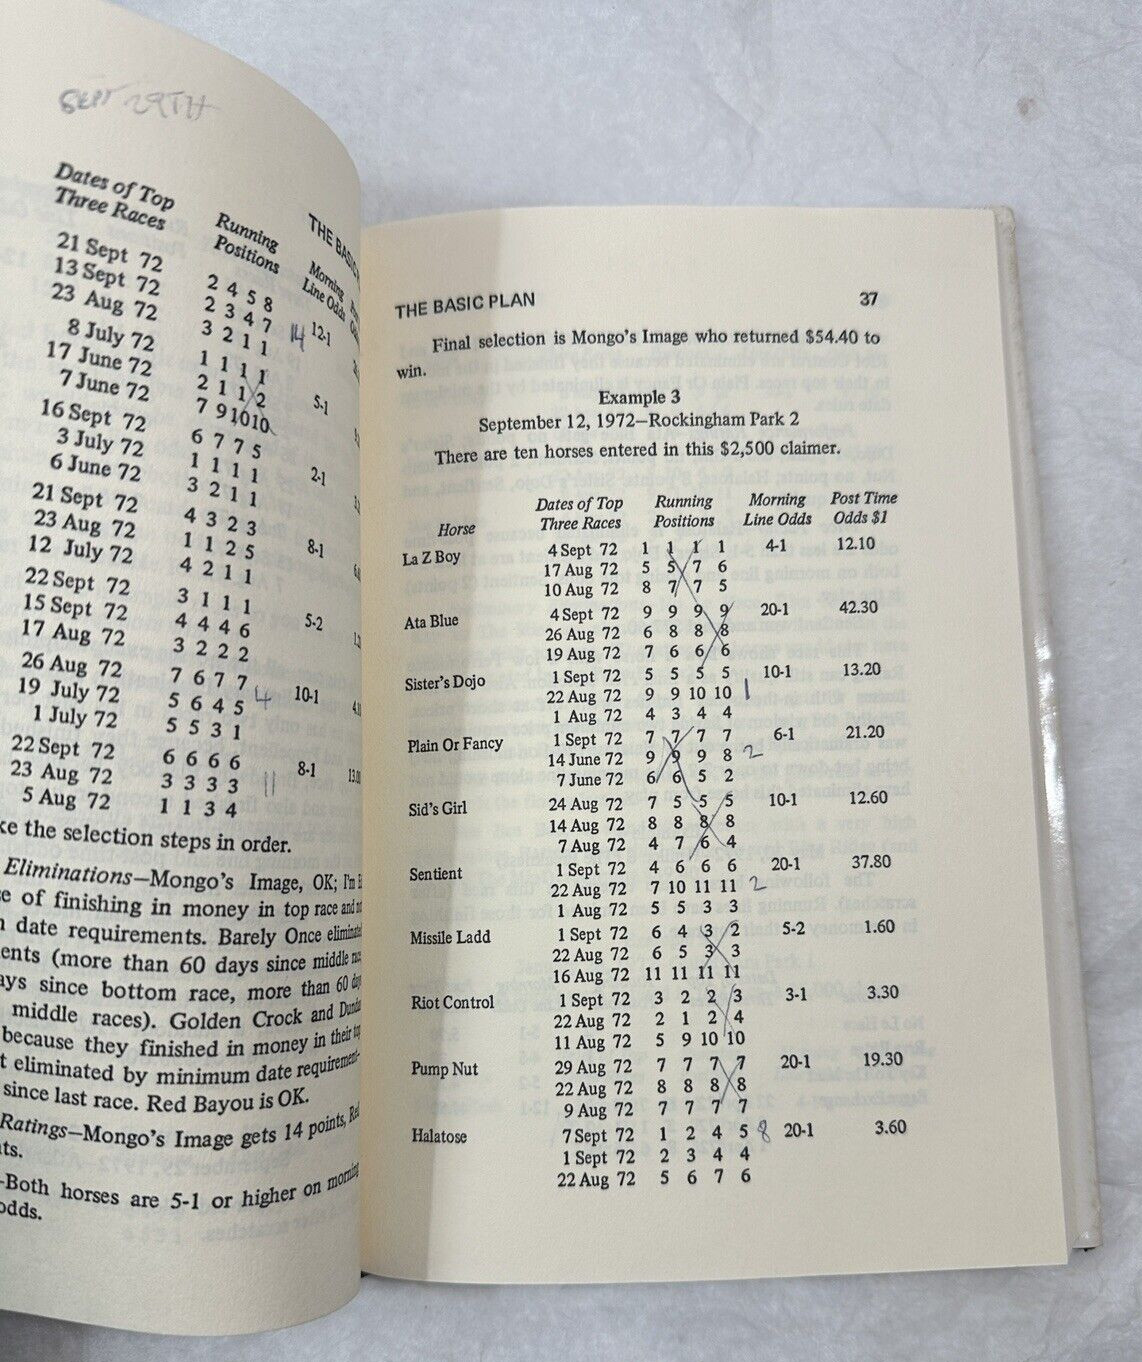 SEPT 29TH
THE BASIC
Dates of Top Running Morning
Three Races Positions Line Odds
21 Sept 72 2 4 5 8 12-1
13 Sept 72 2 3 4 7 14
23 Aug 72 3 2 1 1
8 July 72 1 1 1 1 5-1
17 June 72 2 1 1 2
7 June 72 7 9 10 10
16 Sept 72 6 7 7 5 2-1
3 July 72 1 1 1 1
6 June 72 3 2 1 1
21 Sept 72 4 3 2 3 8-1
23 Aug 72 1 1 2 5
12 July 72 4 2 1 1
22 Sept 72 3 1 1 1 5-2
15 Sept 72 4 4 4 6
17 Aug 72 3 2 2 2
26 Aug 72 7 6 7 7 10-1
19 July 72 5 6 4 5 4
1 July 72 5 5 3 1
22 Sept 72 6 6 6 6 8-1 13.00
23 Aug 72 3 3 3 3 11
5 Aug 72 1 1 3 4
the selection steps in order.
Eliminations—Mongo's Image, OK; I'm
of finishing in money in top race and
date requirements. Barely Once
(more than 60 days since middle
since bottom race, more than 60
middle races). Golden Crock and
because they finished in money in their
eliminated by minimum date
since last race. Red Bayou is OK.
Ratings—Mongo's Image gets 14 points,
Both horses are 5-1 or higher on morning
THE BASIC PLAN 37
Final selection is Mongo's Image who returned $54.40 to
win.
Example 3
September 12, 1972—Rockingham Park 2
There are ten horses entered in this $2,500 claimer.
Dates of Top Running Morning Post Time
Horse Three Races Positions Line Odds Odds $1
La Z Boy 4 Sept 72 1 1 1 1 4-1 12.10
17 Aug 72 5 5 7 6
10 Aug 72 8 7 7 5
Ata Blue 4 Sept 72 9 9 9 9 20-1 42.30
26 Aug 72 6 8 8 8
19 Aug 72 7 6 6 6
Sister's Dojo 1 Sept 72 5 5 5 5 10-1 13.20
22 Aug 72 9 9 10 10 1
1 Aug 72 4 3 4 4
Plain Or Fancy 1 Sept 72 7 7 7 7 6-1 21.20
14 June 72 9 9 9 8 2
7 June 72 6 6 5 2
Sid's Girl 24 Aug 72 7 5 5 5 10-1 12.60
14 Aug 72 8 8 8 8
7 Aug 72 4 7 6 4
Sentient 1 Sept 72 4 6 6 6 20-1 37.80
22 Aug 72 7 10 11 11 2
1 Aug 72 5 5 3 3
Missile Ladd 1 Sept 72 6 4 3 2 5-2 1.60
22 Aug 72 6 5 3 3
16 Aug 72 11 11 11 11
Riot Control 1 Sept 72 3 2 2 3 3-1 3.30
22 Aug 72 2 1 2 4
11 Aug 72 5 9 10 10
Pump Nut 29 Aug 72 7 7 7 7 20-1 19.30
22 Aug 72 8 8 8 8
9 Aug 72 7 7 7 7
Halatose 7 Sept 72 1 2 4 5 8 20-1 3.60
1 Sept 72 2 3 4 4
22 Aug 72 5 6 7 6